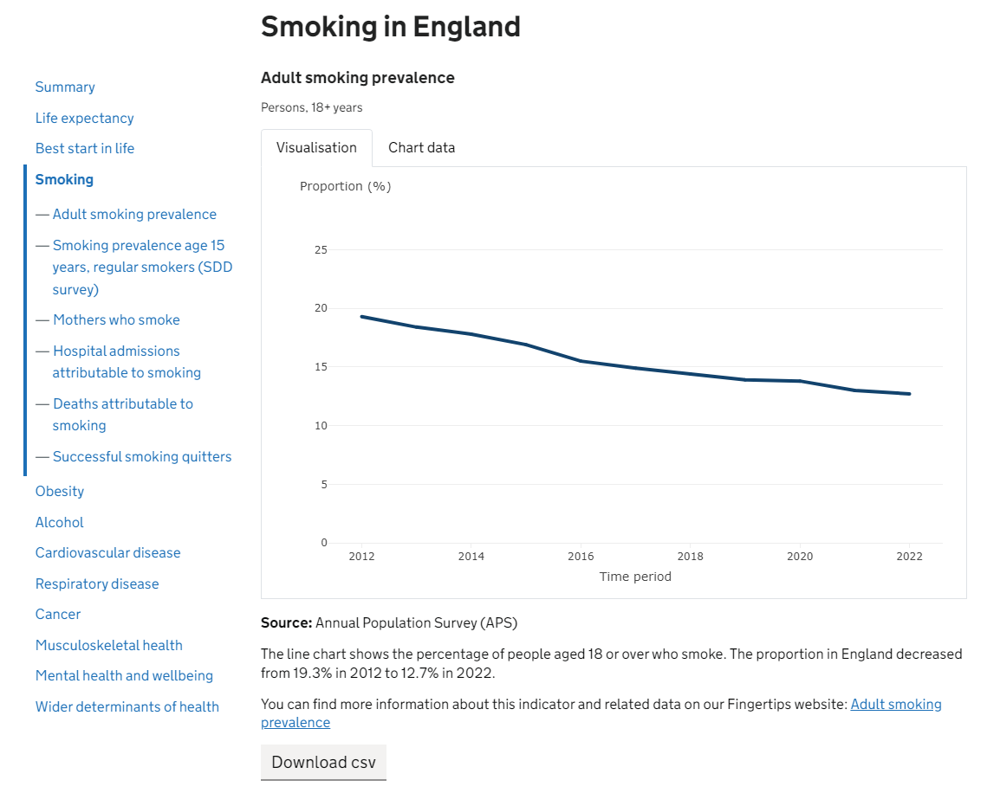 Smoking in England
Summary
Life expectancy
Best start in life
Smoking
— Adult smoking prevalence
— Smoking prevalence age 15
years, regular smokers (SDD
survey)
— Mothers who smoke
— Hospital admissions
attributable to smoking
— Deaths attributable to
smoking
— Successful smoking quitters
Obesity
Alcohol
Cardiovascular disease
Respiratory disease
Cancer
Musculoskeletal health
Mental health and wellbeing
Wider determinants of health
Adult smoking prevalence
Persons, 18+ years
Visualisation Chart data
Proportion (%)
25
20
15
10
5
0
2012 2014 2016 2018 2020 2022
Time period
Source: Annual Population Survey (APS)
The line chart shows the percentage of people aged 18 or over who smoke. The proportion in England decreased
from 19.3% in 2012 to 12.7% in 2022.
You can find more information about this indicator and related data on our Fingertips website: Adult smoking
prevalence
Download csv